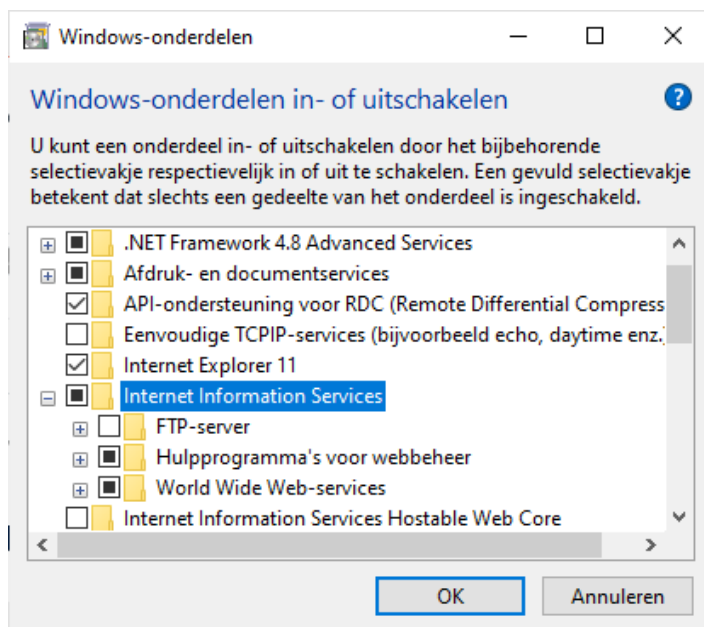 Windows-onderdelen
Windows-onderdelen in- of uitschakelen
?
U kunt een onderdeel in- of uitschakelen door het bijbehorende
selectievakje respectievelijk in of uit te schakelen. Een gevuld selectievakje
betekent dat slechts een gedeelte van het onderdeel is ingeschakeld.
.NET Framework 4.8 Advanced Services
Afdruk- en documentservices
API-ondersteuning voor RDC (Remote Differential Compress
Eenvoudige TCPIP-services (bijvoorbeeld echo, daytime enz.
Internet Explorer 11
Internet Information Services
FTP-server
Hulpprogramma's voor webbeheer
World Wide Web-services
Internet Information Services Hostable Web Core
OK Annuleren